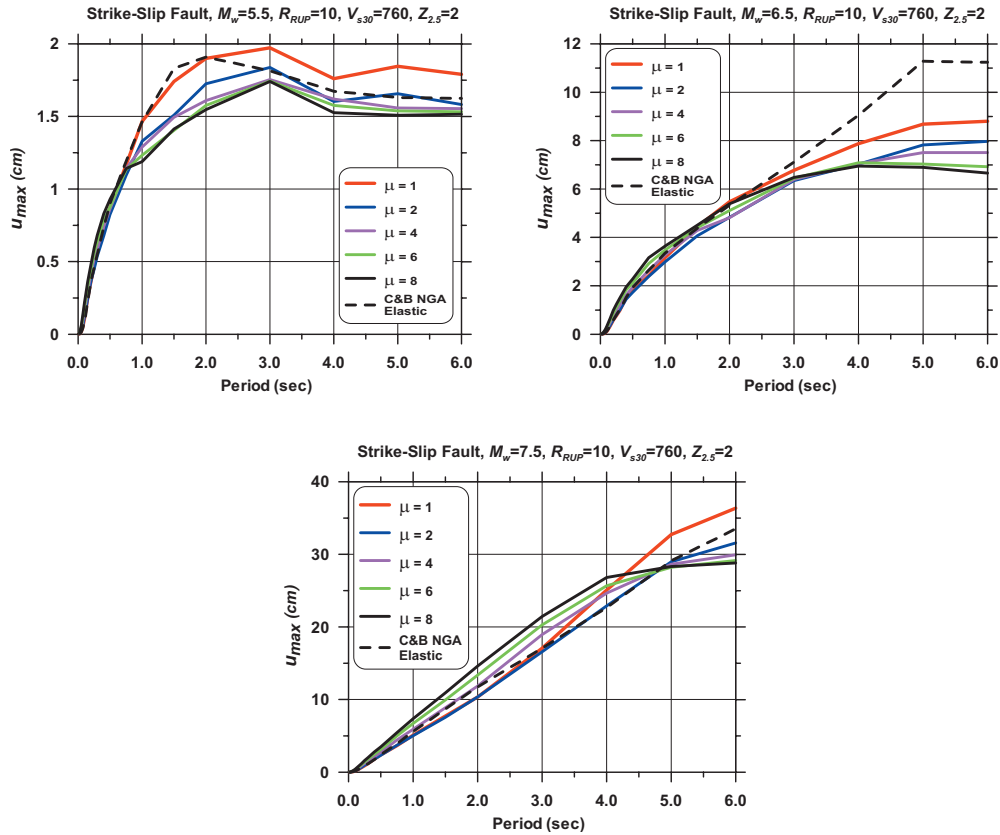 Strike-Slip Fault, Mw=5.5, RRUP=10, Vs30=760, Z2.5=2
2
1.5
1
0.5
0
umax (cm)
μ = 1
μ = 2
μ = 4
μ = 6
μ = 8
C&B NGA
Elastic
0.0 1.0 2.0 3.0 4.0 5.0 6.0
Period (sec)
Strike-Slip Fault, Mw=6.5, RRUP=10, Vs30=760, Z2.5=2
12
10
8
6
4
2
0
umax (cm)
μ = 1
μ = 2
μ = 4
μ = 6
μ = 8
C&B NGA
Elastic
0.0 1.0 2.0 3.0 4.0 5.0 6.0
Period (sec)
Strike-Slip Fault, Mw=7.5, RRUP=10, Vs30=760, Z2.5=2
40
30
20
10
0
umax (cm)
μ = 1
μ = 2
μ = 4
μ = 6
μ = 8
C&B NGA
Elastic
0.0 1.0 2.0 3.0 4.0 5.0 6.0
Period (sec)